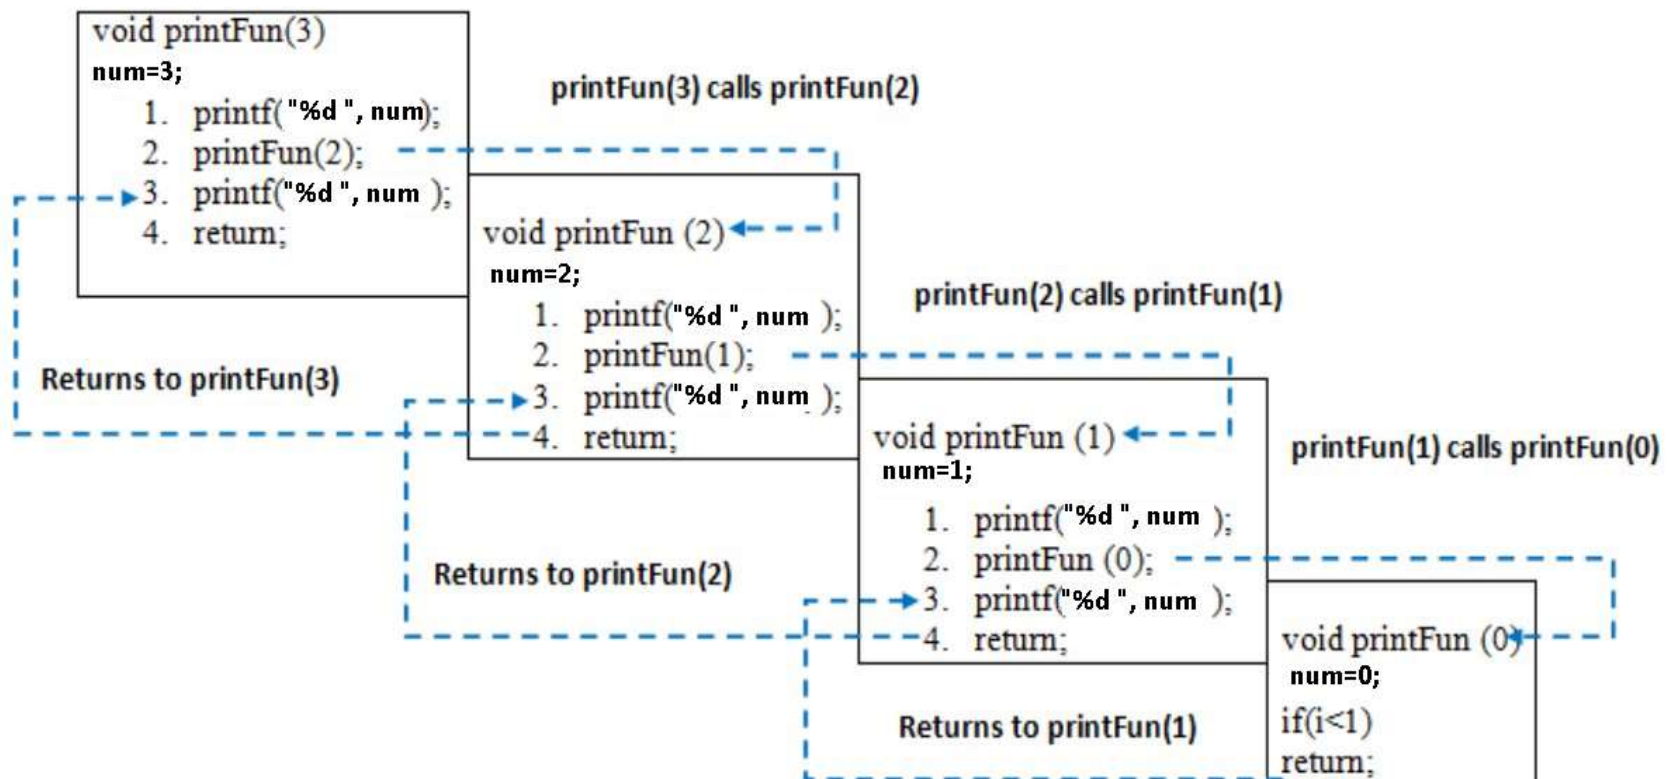 void printFun(3)
num=3;
1. printf("%d ", num);
2. printFun(2);
3. printf("%d ", num );
4. return;
printFun(3) calls printFun(2)
void printFun (2)
num=2;
1. printf("%d ", num );
2. printFun(1);
3. printf("%d ", num );
4. return;
Returns to printFun(3)
printFun(2) calls printFun(1)
void printFun (1)
num=1;
1. printf("%d ", num );
2. printFun (0);
3. printf("%d ", num );
4. return;
Returns to printFun(2)
printFun(1) calls printFun(0)
void printFun (0)
num=0;
if(i<1)
return;
Returns to printFun(1)